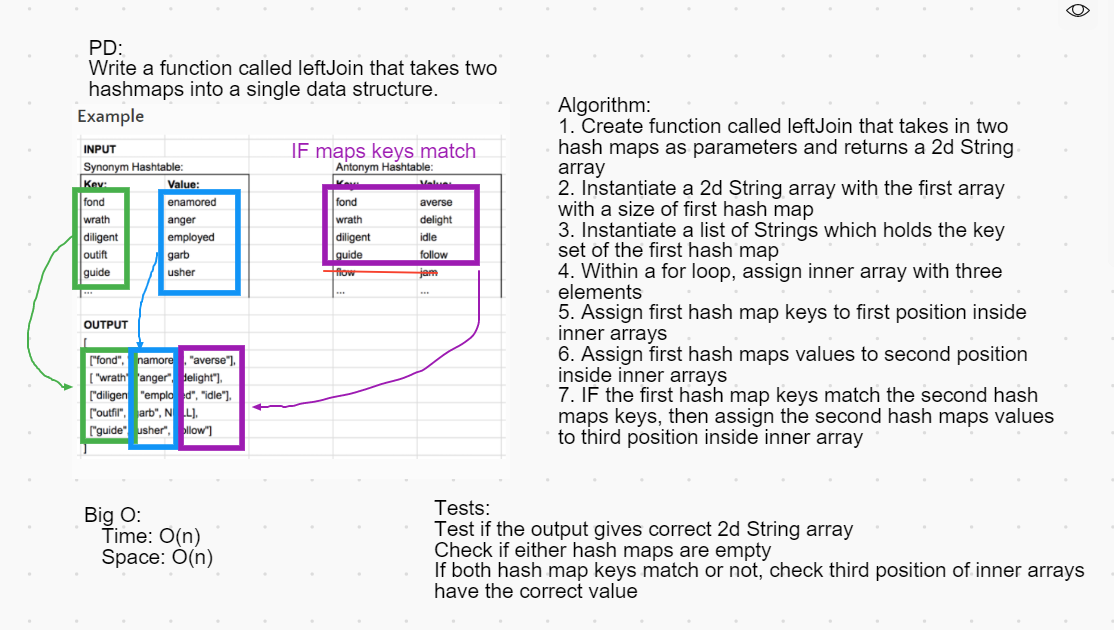 PD:
Write a function called leftJoin that takes two
hashmaps into a single data structure.
Example
INPUT
IF maps keys match
Synonym Hashtable:
Antonym Hashtable:
Key: Value:
Key: Value:
fond enamored
fond averse
wrath anger
wrath delight
diligent employed
diligent idle
outift garb
guide follow
guide usher
flow jam
...
... ...
OUTPUT
[
["fond", namore , "averse"],
[ "wrath" "anger", delight"],
["diligen "emplo ed", "idle"],
["outfil", arb", N LL],
["guide" usher", ollow"]
]
Algorithm:
1. Create function called leftJoin that takes in two
hash maps as parameters and returns a 2d String
array
2. Instantiate a 2d String array with the first array
with a size of first hash map
3. Instantiate a list of Strings which holds the key
set of the first hash map
4. Within a for loop, assign inner array with three
elements
5. Assign first hash map keys to first position inside
inner arrays
6. Assign first hash maps values to second position
inside inner arrays
7. IF the first hash map keys match the second hash
maps keys, then assign the second hash maps values
to third position inside inner array
Big O:
Time: O(n)
Space: O(n)
Tests:
Test if the output gives correct 2d String array
Check if either hash maps are empty
If both hash map keys match or not, check third position of inner arrays
have the correct value